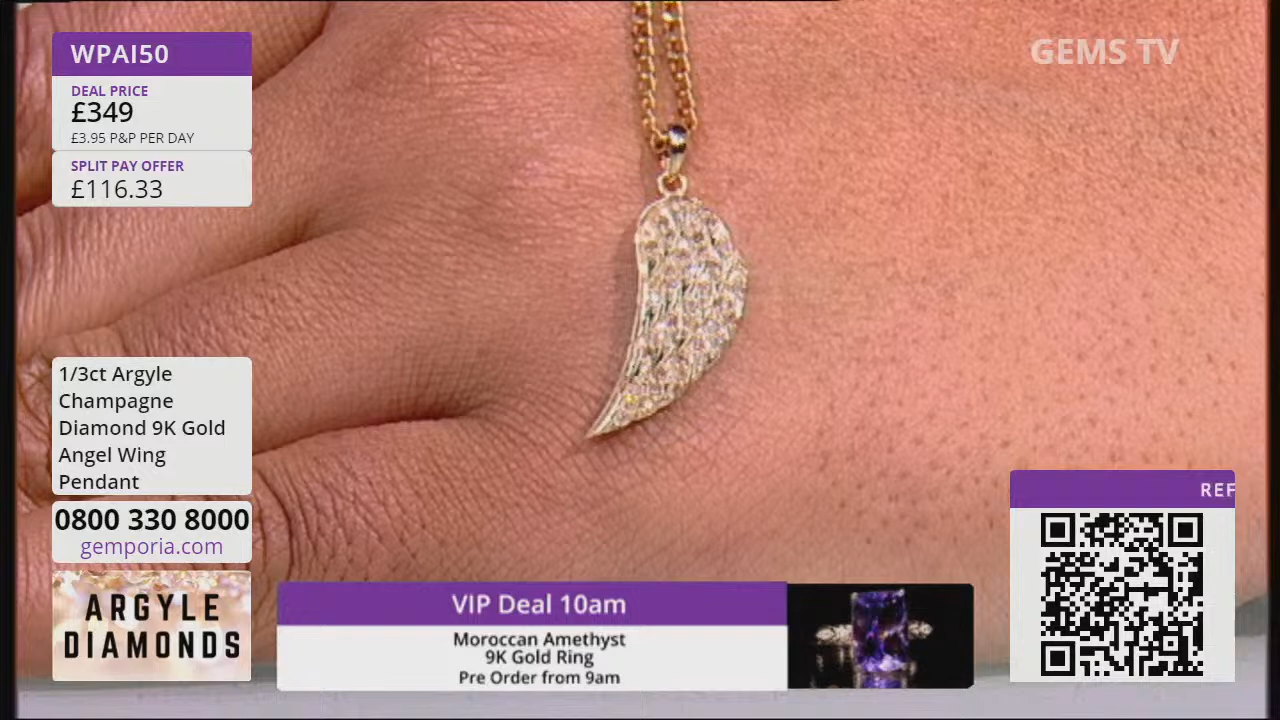 WPAI50
DEAL PRICE
£349
£3.95 P&P PER DAY
SPLIT PAY OFFER
£116.33
GEMS TV
1/3ct Argyle
Champagne
Diamond 9K Gold
Angel Wing
Pendant
0800 330 8000
gemporia.com
ARGYLE
DIAMONDS
VIP Deal 10am
Moroccan Amethyst
9K Gold Ring
Pre Order from 9am
REF